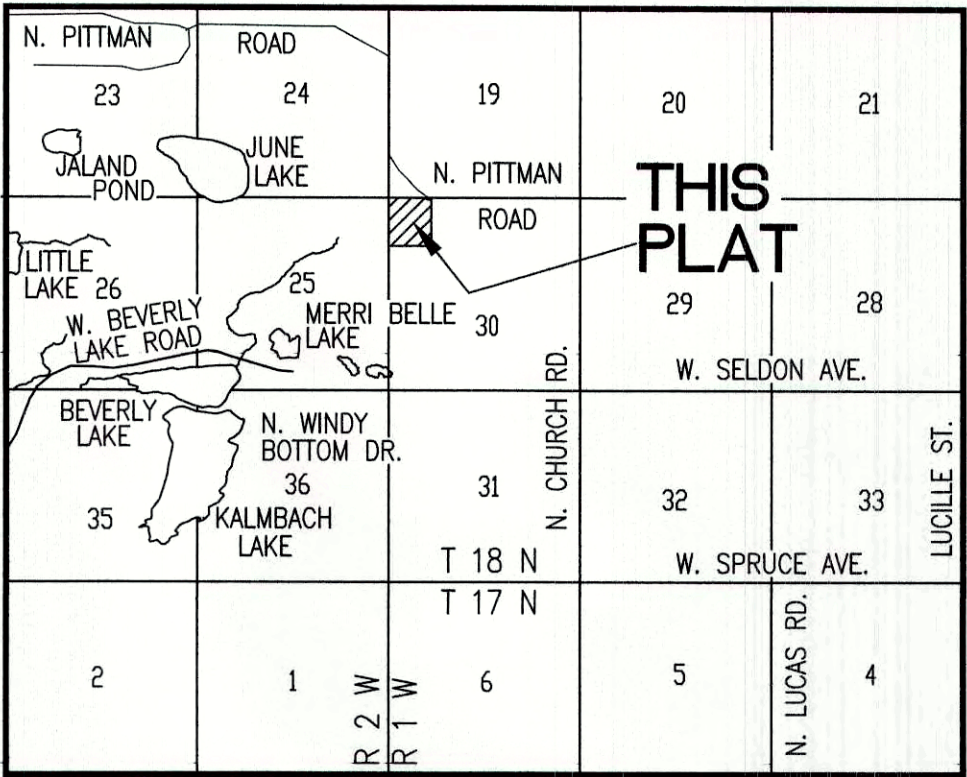 N. PITTMAN
ROAD
23
24
19
20
21
JALAND
POND
JUNE
LAKE
N. PITTMAN
ROAD
THIS
PLAT
LITTLE
LAKE
26
25
W. BEVERLY
LAKE ROAD
MERRI BELLE
LAKE
30
29
28
W. SELDON AVE.
BEVERLY
LAKE
N. WINDY
BOTTOM DR.
N. CHURCH RD.
LUCILLE ST.
35
36
31
32
33
KALMBACH
LAKE
T 18 N
W. SPRUCE AVE.
T 17 N
2
1
R 2 W
R 1 W
6
5
N. LUCAS RD.
4